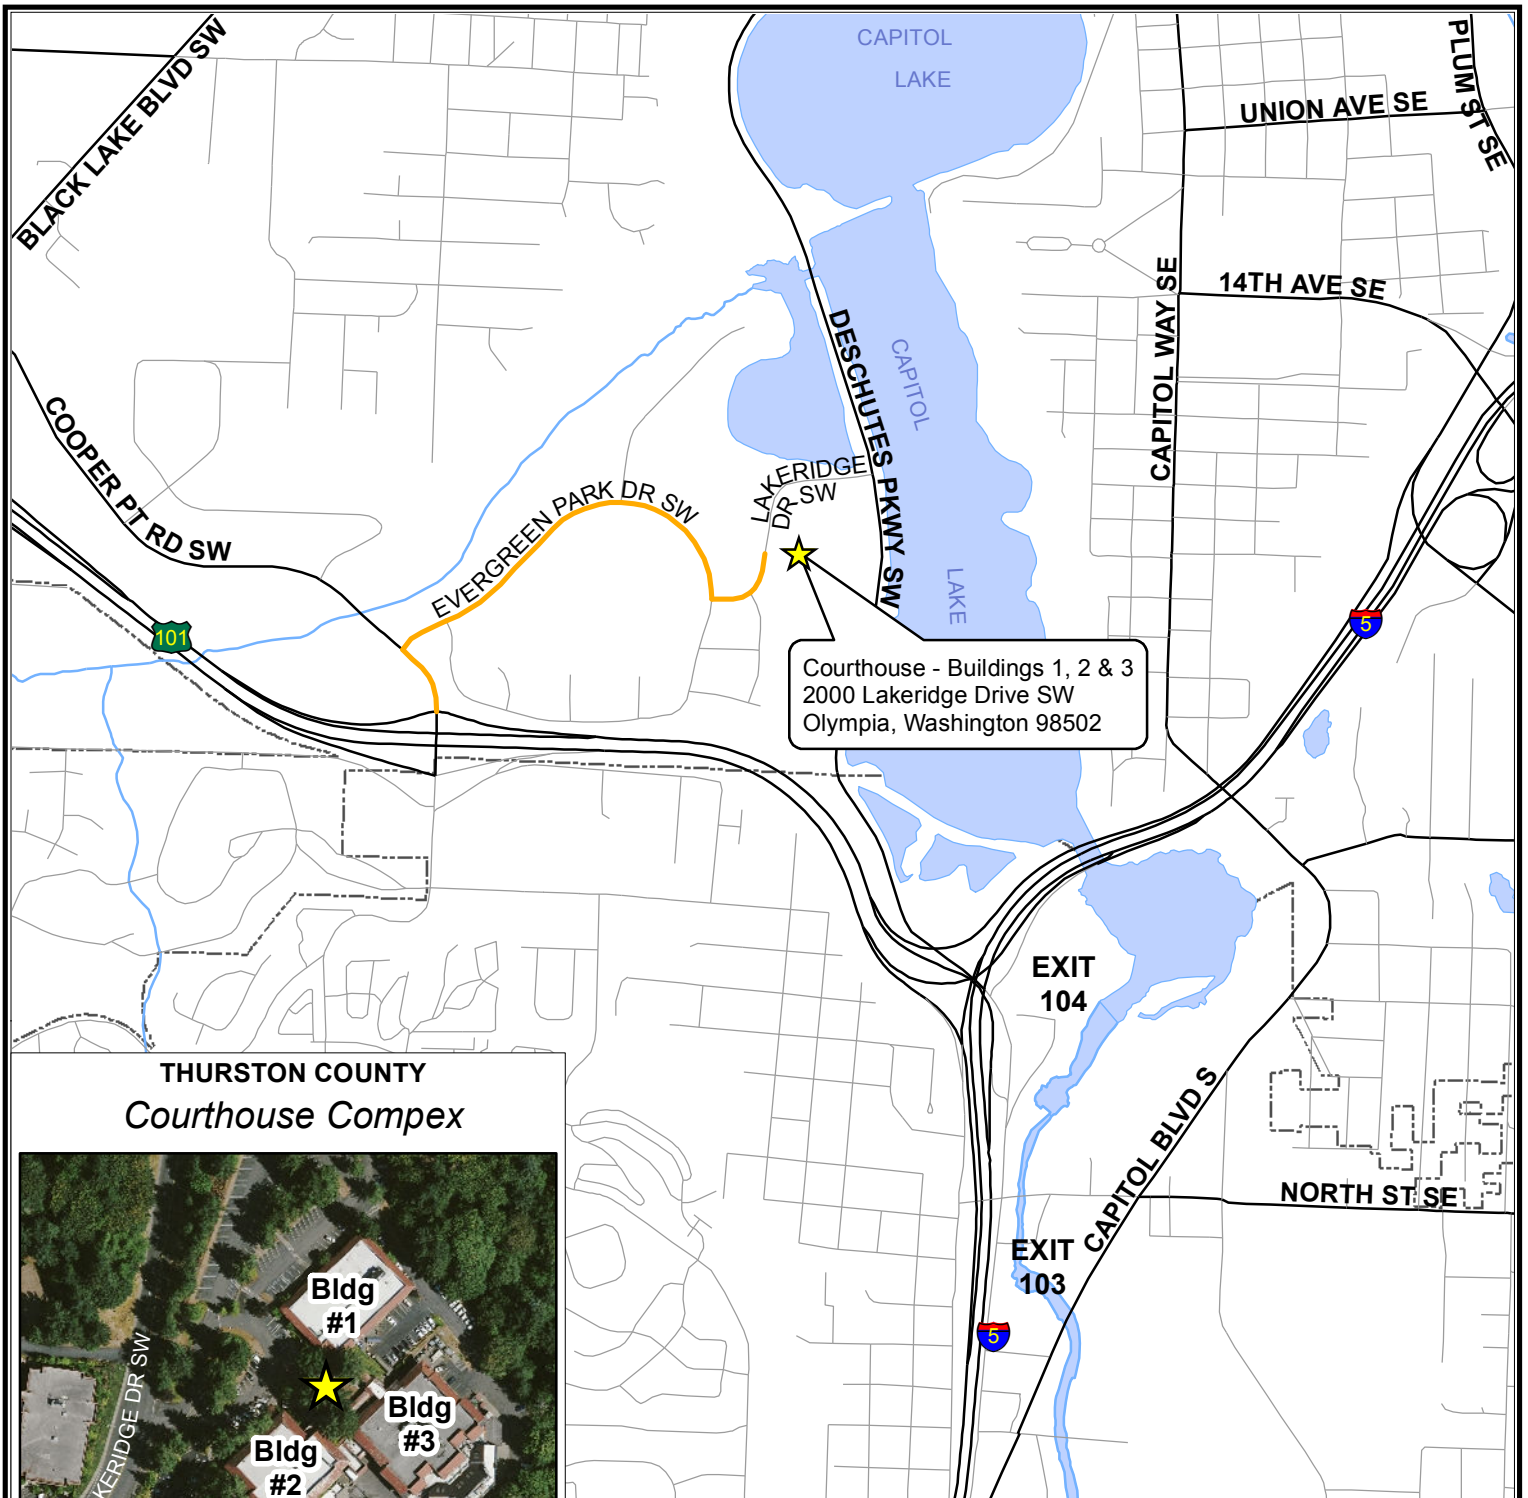 CAPITOL
LAKE
BLACK LAKE BLVD SW
PLUM ST SE
UNION AVE SE
14TH AVE SE
CAPITOL WAY SE
DESCHUTES PKWY SW
CAPITOL
LAKE
COOPER PT RD SW
EVERGREEN PARK DR SW
LAKERIDGE
DR SW
101
5
Courthouse - Buildings 1, 2 & 3
2000 Lakeridge Drive SW
Olympia, Washington 98502
EXIT
104
CAPITOL BLVD S
NORTH ST SE
EXIT
103
5
THURSTON COUNTY
Courthouse Compex
Bldg
#1
Bldg
#3
Bldg
#2
KERIDGE DR SW